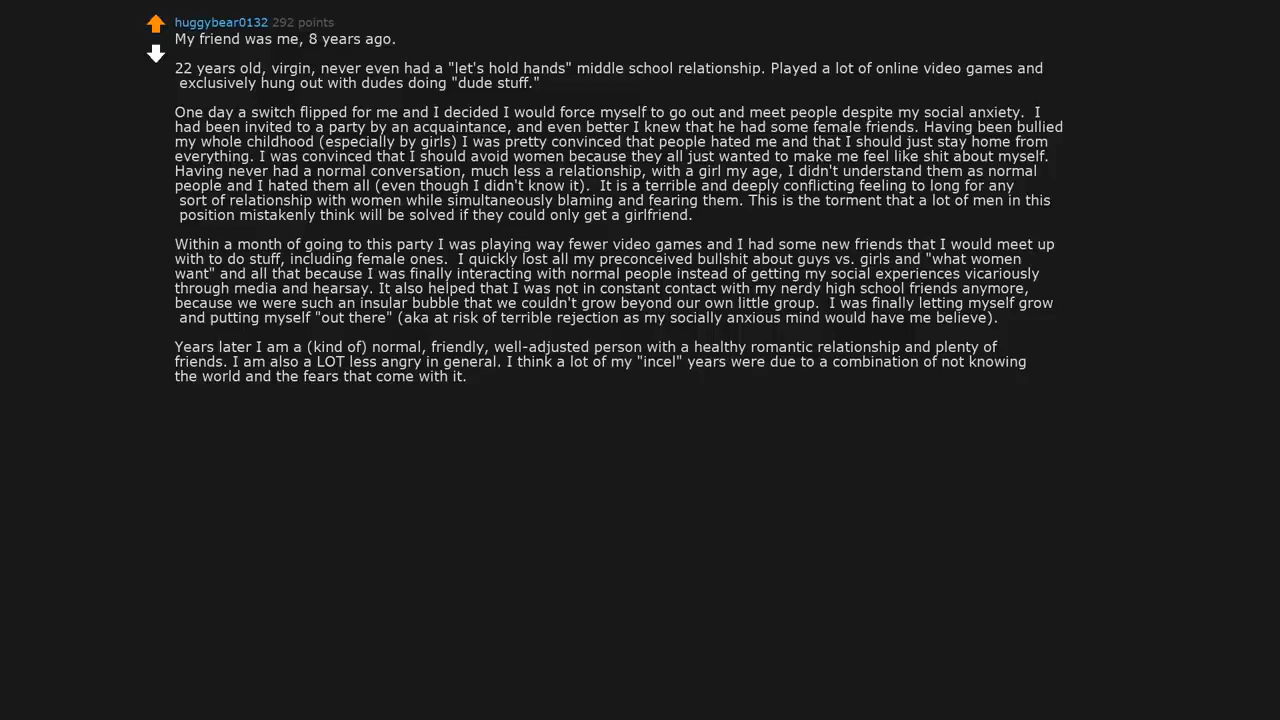 huggybear0132 292 points
My friend was me, 8 years ago.
22 years old, virgin, never even had a "let's hold hands" middle school relationship. Played a lot of online video games and
exclusively hung out with dudes doing "dude stuff."
One day a switch flipped for me and I decided I would force myself to go out and meet people despite my social anxiety. I
had been invited to a party by an acquaintance, and even better I knew that he had some female friends. Having been bullied
my whole childhood (especially by girls) I was pretty convinced that people hated me and that I should just stay home from
everything. I was convinced that I should avoid women because they all just wanted to make me feel like shit about myself.
Having never had a normal conversation, much less a relationship, with a girl my age, I didn't understand them as normal
people and I hated them all (even though I didn't know it). It is a terrible and deeply conflicting feeling to long for any
sort of relationship with women while simultaneously blaming and fearing them. This is the torment that a lot of men in this
position mistakenly think will be solved if they could only get a girlfriend.
Within a month of going to this party I was playing way fewer video games and I had some new friends that I would meet up
with to do stuff, including female ones. I quickly lost all my preconceived bullshit about guys vs. girls and "what women
want" and all that because I was finally interacting with normal people instead of getting my social experiences vicariously
through media and hearsay. It also helped that I was not in constant contact with my nerdy high school friends anymore,
because we were such an insular bubble that we couldn't grow beyond our own little group. I was finally letting myself grow
and putting myself "out there" (aka at risk of terrible rejection as my socially anxious mind would have me believe).
Years later I am a (kind of) normal, friendly, well-adjusted person with a healthy romantic relationship and plenty of
friends. I am also a LOT less angry in general. I think a lot of my "incel" years were due to a combination of not knowing
the world and the fears that come with it.